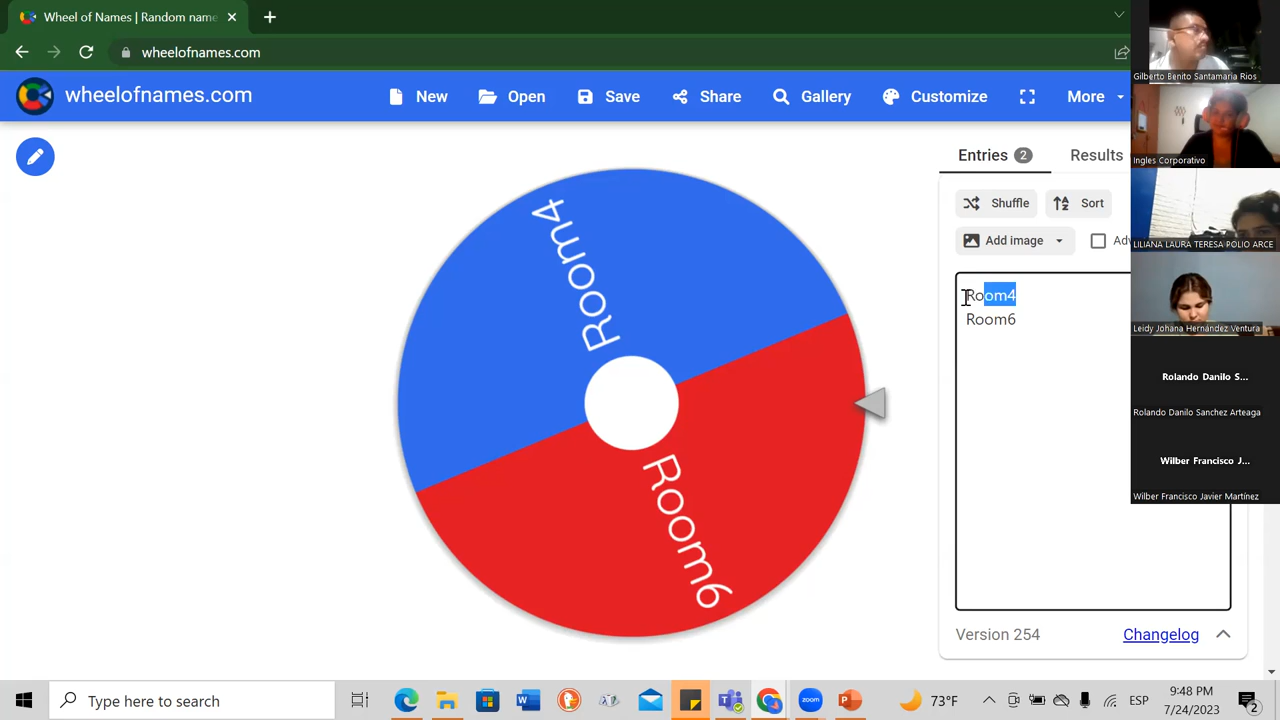 Wheel of Names | Random name
wheelofnames.com
wheelofnames.com
New
Open
Save
Share
Gallery
Customize
More
Entries 2
Results
Shuffle
Sort
Add image
Room4
Room6
Room4
Room6
Version 254
Changelog
Gilberto Benito Santamaria Rios
Ingles Corporativo
LILIANA LAURA TERESA POLIO ARCE
Leidy Johana Hernández Ventura
Rolando Danilo S...
Rolando Danilo Sanchez Arteaga
Wilber Francisco J...
Wilber Francisco Javier Martínez
Type here to search
73°F
ESP
9:48 PM
7/24/2023
2